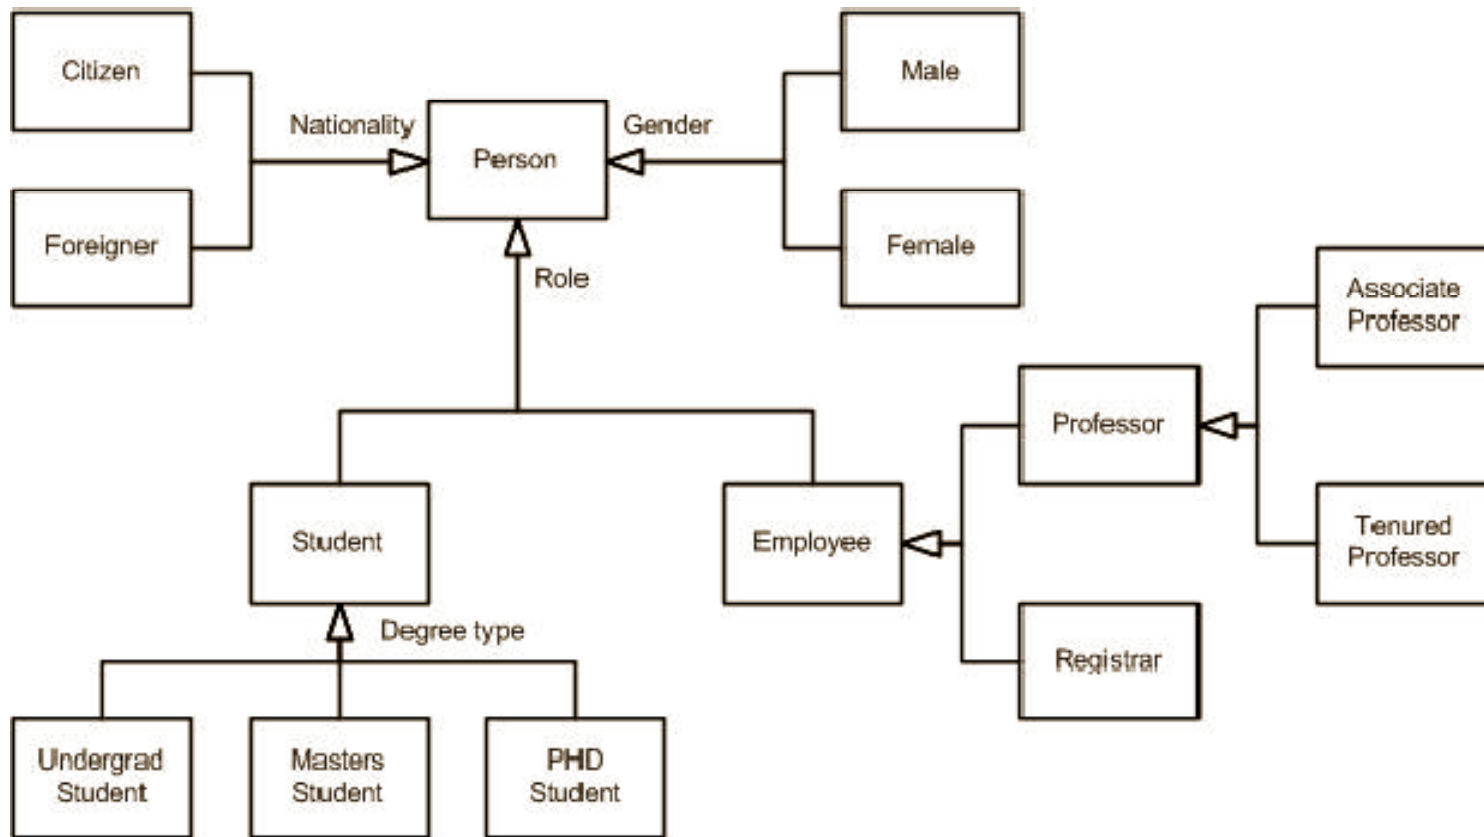 Citizen
Male
Nationality
Gender
Person
Foreigner
Female
Role
Associate
Professor
Professor
Student
Employee
Tenured
Professor
Degree type
Registrar
Undergrad
Student
Masters
Student
PHD
Student